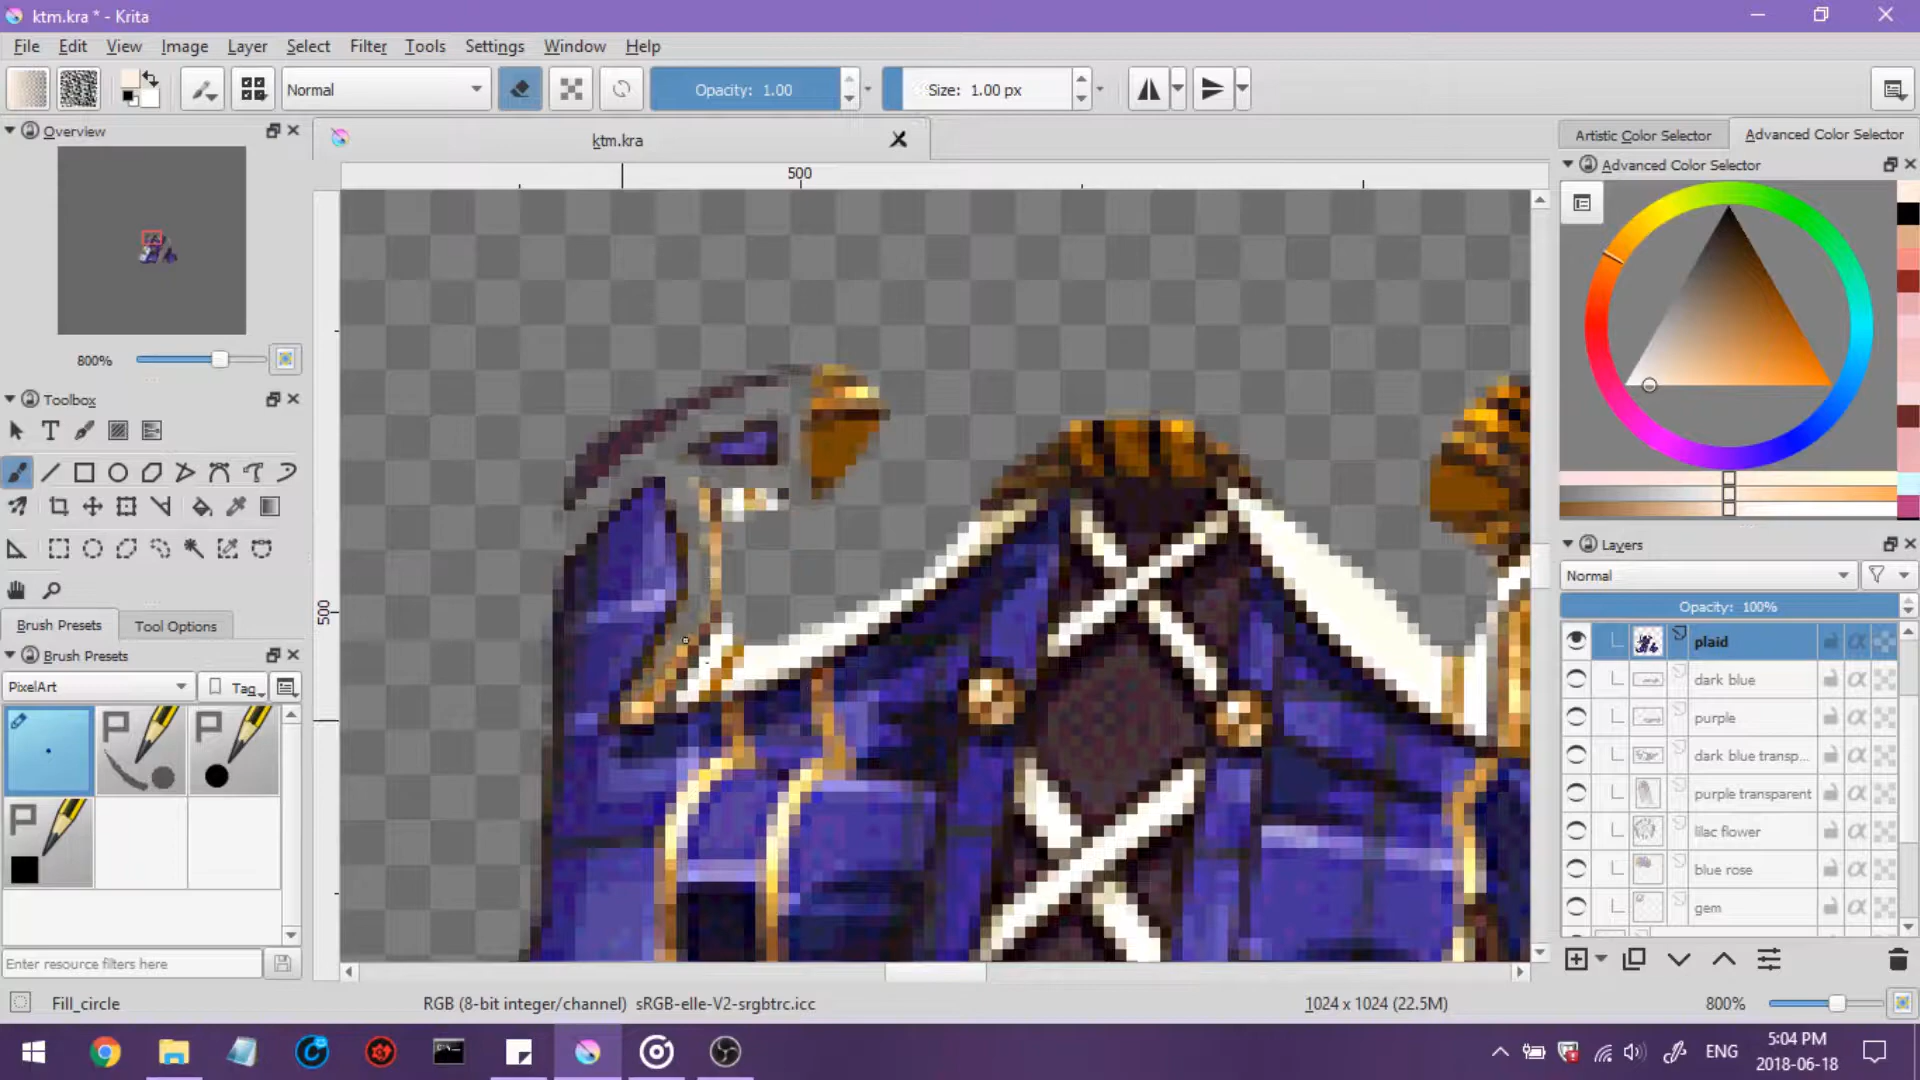 ktm.kra * - Krita
File Edit View Image Layer Select Filter Tools Settings Window Help
Normal
Opacity: 1.00
Size: 1.00 px
Overview
ktm.kra
Artistic Color Selector
Advanced Color Selector
Advanced Color Selector
500
800%
Toolbox
T
Brush Presets
Tool Options
Brush Presets
PixelArt
Tag
P
P
P
Enter resource filters here
500
Layers
Normal
Opacity: 100%
plaid
dark blue
purple
dark blue transp...
purple transparent
lilac flower
blue rose
gem
Fill_circle
RGB (8-bit integer/channel) sRGB-elle-V2-srgbtrc.icc
1024 x 1024 (22.5M)
800%
ENG
5:04 PM
2018-06-18